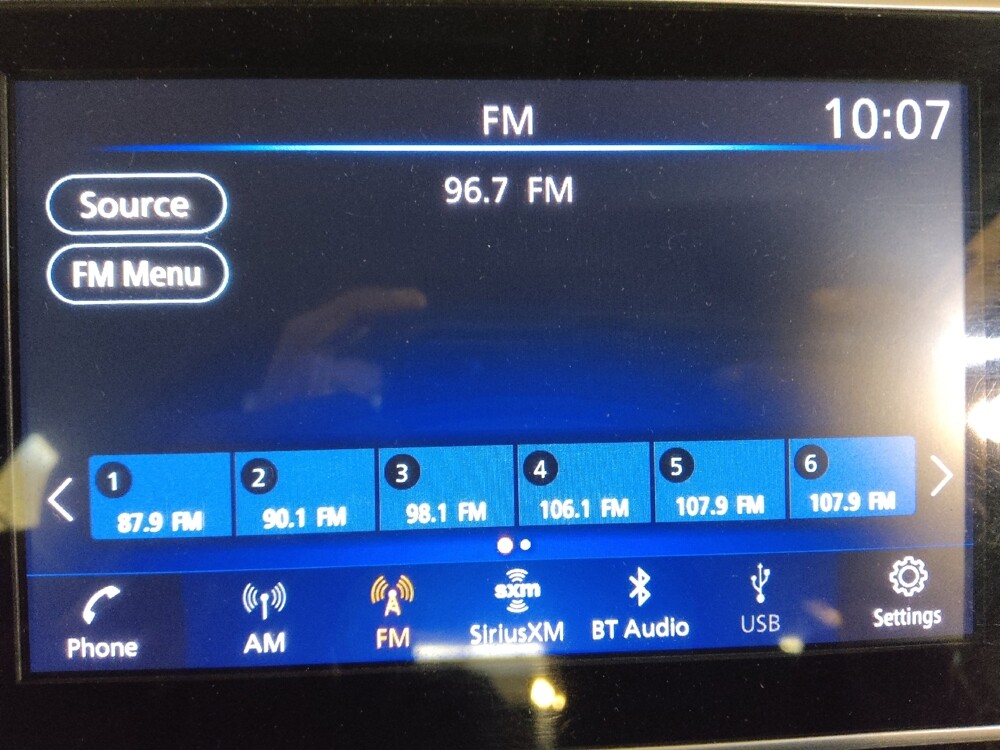 FM
10:07
96.7 FM
Source
FM Menu
1
87.9 FM
2
90.1 FM
3
98.1 FM
4
106.1 FM
5
107.9 FM
6
107.9 FM
Phone
AM
FM
sxm
SiriusXM
BT Audio
USB
Settings